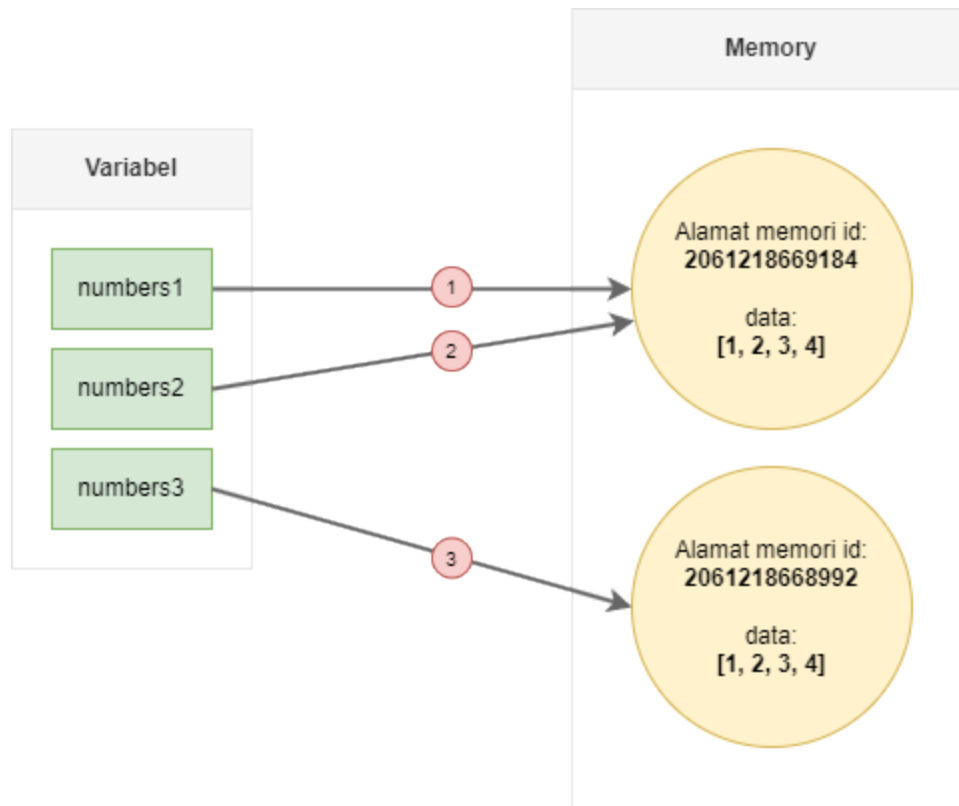 Memory
Variabel
numbers1
numbers2
numbers3
1
2
3
Alamat memori id:
2061218669184
data:
[1, 2, 3, 4]
Alamat memori id:
2061218668992
data:
[1, 2, 3, 4]